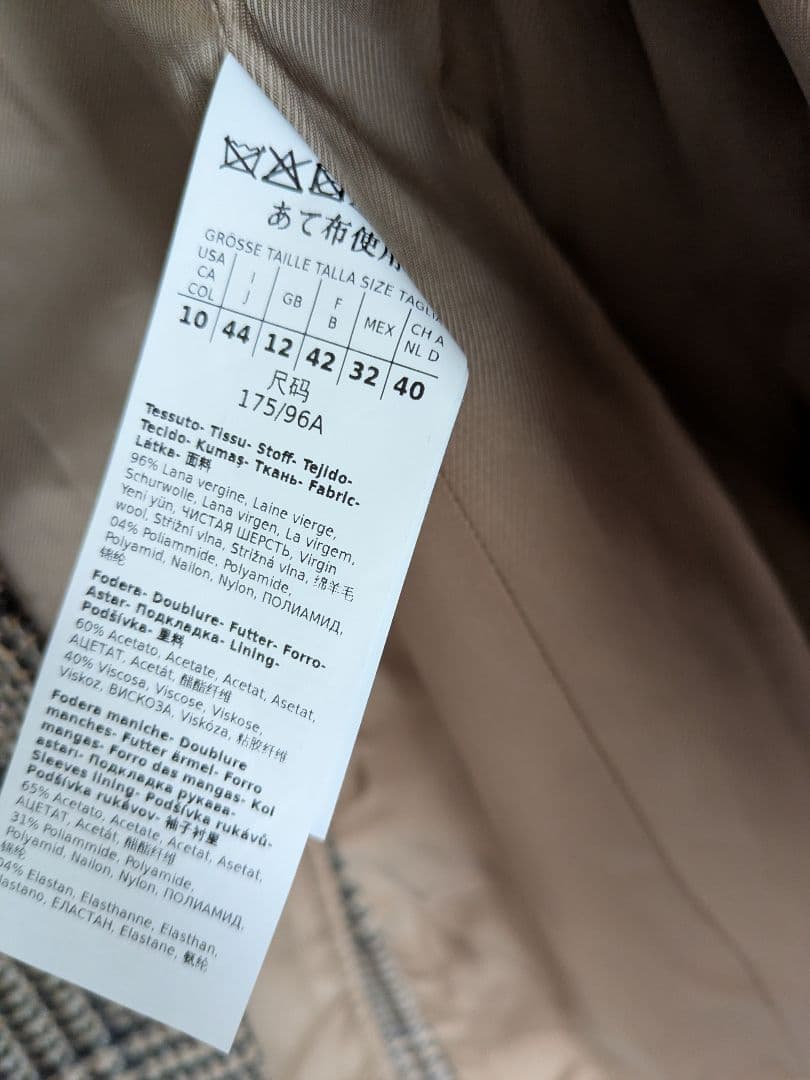 あて布使用
GRÖSSE TAILLE TALLA SIZE TAGLIA
USA CA COL | I J | GB | F B | MEX | CH A NL D
10 | 44 | 12 | 42 | 32 | 40
尺码
175/96A
Tessuto- Tissu- Stoff- Tejido-
Tecido- Kumaş- Ткань- Fabric-
Látka- 面料
96% Lana vergine, Laine vierge,
Schurwolle, Lana virgen, La virgem,
Yeni yün, ЧИСТАЯ ШЕРСТЬ, Virgin
wool, Střižní vlna, Strižná vlna, 绵羊毛
04% Poliammide, Polyamide,
Polyamid, Nailon, Nylon, ПОЛИАМИД,
锦纶
Fodera- Doublure- Futter- Forro-
Astar- Подкладка- Lining-
Podšívka- 里料
60% Acetato, Acetate, Acetat, Asetat,
АЦЕТАТ, Acetát, 醋酯纤维
40% Viscosa, Viscose, Viskose,
Viskoz, ВИСКОЗА, Viskóza, 粘胶纤维
Fodera maniche- Doublure
manches- Futter ärmel- Forro
mangas- Forro das mangas- Kol
astari- Подкладка рукава-
Sleeves lining- Podšívka rukávů-
Podšívka rukávov- 袖子衬里
65% Acetato, Acetate, Acetat, Asetat,
АЦЕТАТ, Acetát, 醋酯纤维
31% Poliammide, Polyamide,
Polyamid, Nailon, Nylon, ПОЛИАМИД,
锦纶
04% Elastan, Elasthanne, Elasthan,
Elastano, ЕЛАСТАН, Elastane, 氨纶